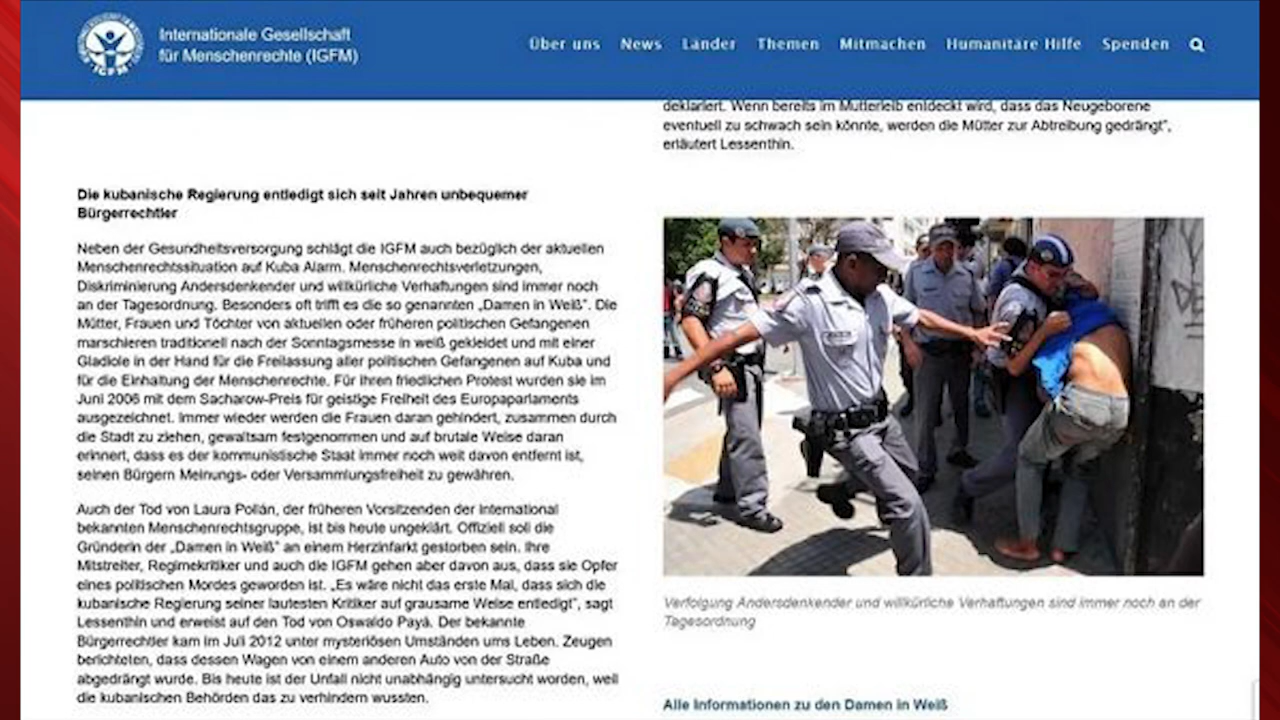 Internationale Gesellschaft
für Menschenrechte (IGFM)
IGFM
Über uns
News
Länder
Themen
Mitmachen
Humanitäre Hilfe
Spenden
Die kubanische Regierung entledigt sich seit Jahren unbequemer
Bürgerrechtler
Neben der Gesundheitsversorgung schlägt die IGFM auch bezüglich der aktuellen
Menschenrechtssituation auf Kuba Alarm. Menschenrechtsverletzungen,
Diskriminierung Andersdenkender und willkürliche Verhaftungen sind immer noch
an der Tagesordnung. Besonders oft trifft es die so genannten „Damen in Weiß“. Die
Mütter, Frauen und Töchter von aktuellen oder früheren politischen Gefangenen
marschieren traditionell nach der Sonntagsmesse in weiß gekleidet und mit einer
Gladiole in der Hand für die Freilassung aller politischen Gefangenen auf Kuba und
für die Einhaltung der Menschenrechte. Für ihren friedlichen Protest wurden sie im
Juni 2006 mit dem Sacharow-Preis für geistige Freiheit des Europaparlaments
ausgezeichnet. Immer wieder werden die Frauen daran gehindert, zusammen durch
die Stadt zu ziehen, gewaltsam festgenommen und auf brutale Weise daran
erinnert, dass es der kommunistische Staat immer noch weit davon entfernt ist,
seinen Bürgern Meinungs- oder Versammlungsfreiheit zu gewähren.
Auch der Tod von Laura Pollán, der früheren Vorsitzenden der international
bekannten Menschenrechtsgruppe, ist bis heute ungeklärt. Offiziell soll die
Gründerin der „Damen in Weiß“ an einem Herzinfarkt gestorben sein. Ihre
Mitstreiter, Regimekritiker und auch die IGFM gehen aber davon aus, dass sie Opfer
eines politischen Mordes geworden ist. „Es wäre nicht das erste Mal, dass sich die
kubanische Regierung seiner lautesten Kritiker auf grausame Weise entledigt“, sagt
Lessenthin und erweist auf den Tod von Oswaldo Payá. Der bekannte
Bürgerrechtler kam im Juli 2012 unter mysteriösen Umständen ums Leben. Zeugen
berichteten, dass dessen Wagen von einem anderen Auto von der Straße
abgedrängt wurde. Bis heute ist der Unfall nicht unabhängig untersucht worden, weil
die kubanischen Behörden das zu verhindern wussten.
deklariert. Wenn bereits im Mutterleib entdeckt wird, dass das Neugeborene
eventuell zu schwach sein könnte, werden die Mütter zur Abtreibung gedrängt“,
erläutert Lessenthin.
Verfolgung Andersdenkender und willkürliche Verhaftungen sind immer noch an der
Tagesordnung
Alle Informationen zu den Damen in Weiß